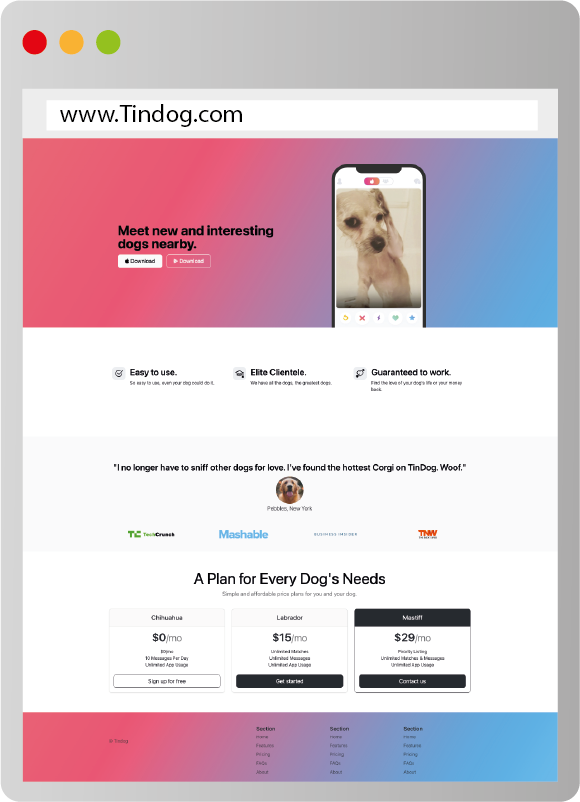 www.Tindog.com
Meet new and interesting
dogs nearby.
Download
Download
Easy to use.
So easy to use, even your dog could do it.
Elite Clientele.
We have all the dogs, the greatest dogs.
Guaranteed to work.
Find the love of your dog's life or your money
back.
"I no longer have to sniff other dogs for love. I've found the hottest Corgi on TinDog. Woof."
Pebbles, New York
TC TechCrunch
Mashable
BUSINESS INSIDER
TNW
A Plan for Every Dog's Needs
Simple and affordable price plans for you and your dog.
Chihuahua
$0/mo
10 Messages Per Day
Unlimited App Usage
Sign up for free
Labrador
$15/mo
Unlimited Matches
Unlimited Messages
Unlimited App Usage
Get started
Mastiff
$29/mo
Priority Listing
Unlimited Matches & Messages
Unlimited App Usage
Contact us
© Tindog
Section
Home
Features
Pricing
FAQs
About
Section
Home
Features
Pricing
FAQs
About
Section
Home
Features
Pricing
FAQs
About